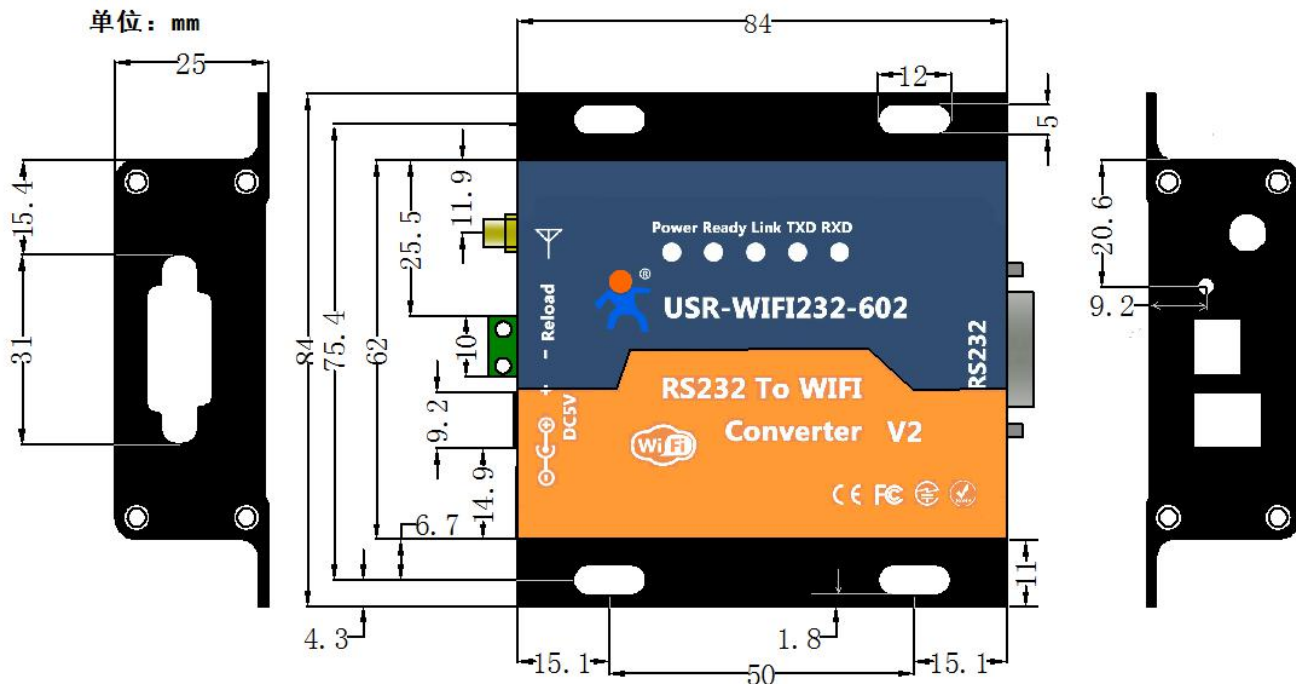 单位：mm
84
25
12
5
15.4
11.9
25.5
20.6
Power Ready Link TXD RXD
®
Reload
USR-WIFI232-602
9.2
31
84
75.4
62
10
- +
RS232
RS232 To WIFI
DC5V
9.2
Converter V2
WiFi
14.9
CE FC
6.7
11
4.3
1.8
15.1
50
15.1